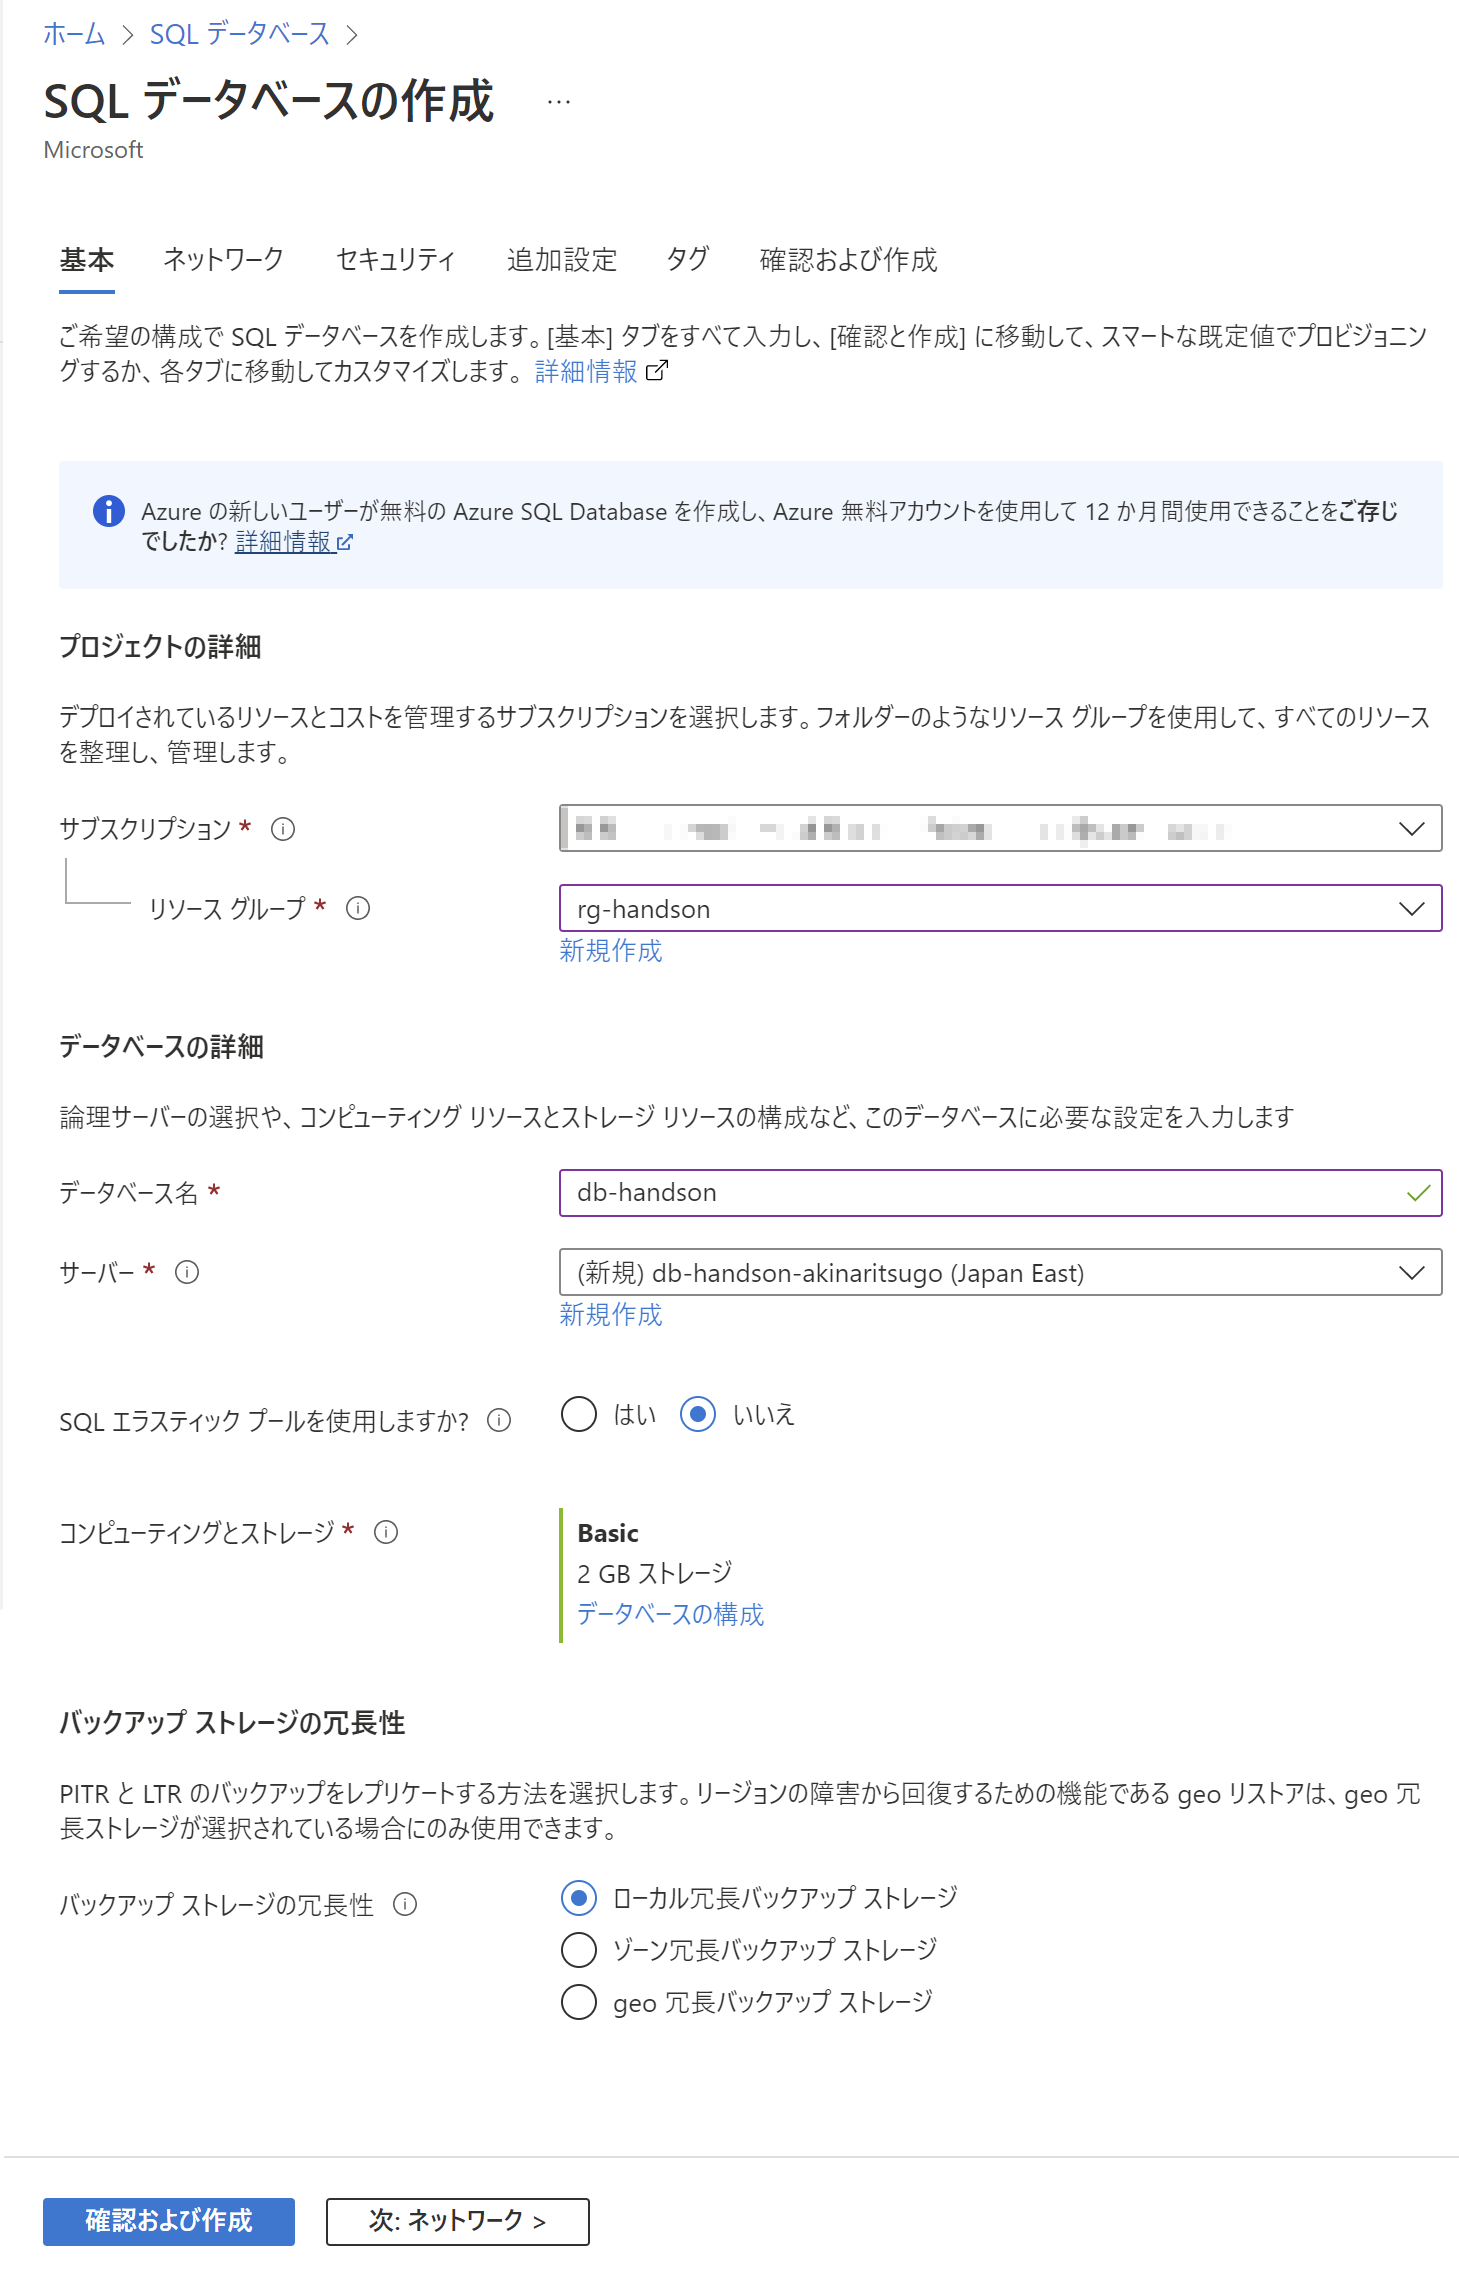 ホーム > SQL データベース >
SQL データベースの作成 …
Microsoft
基本 ネットワーク セキュリティ 追加設定 タグ 確認および作成
ご希望の構成で SQL データベースを作成します。[基本] タブをすべて入力し、[確認と作成] に移動して、スマートな既定値でプロビジョニン
グするか、各タブに移動してカスタマイズします。 詳細情報
Azure の新しいユーザーが無料の Azure SQL Database を作成し、Azure 無料アカウントを使用して 12 か月間使用できることをご存じ
でしたか? 詳細情報
プロジェクトの詳細
デプロイされているリソースとコストを管理するサブスクリプションを選択します。フォルダーのようなリソース グループを使用して、すべてのリソース
を整理し、管理します。
サブスクリプション *
リソース グループ * rg-handson
新規作成
データベースの詳細
論理サーバーの選択や、コンピューティング リソースとストレージ リソースの構成など、このデータベースに必要な設定を入力します
データベース名 * db-handson
サーバー * (新規) db-handson-akinaritsugo (Japan East)
新規作成
SQL エラスティック プールを使用しますか? はい いいえ
コンピューティングとストレージ * Basic
2 GB ストレージ
データベースの構成
バックアップ ストレージの冗長性
PITR と LTR のバックアップをレプリケートする方法を選択します。リージョンの障害から回復するための機能である geo リストアは、geo 冗
長ストレージが選択されている場合にのみ使用できます。
バックアップ ストレージの冗長性 ローカル冗長バックアップ ストレージ
ゾーン冗長バックアップ ストレージ
geo 冗長バックアップ ストレージ
確認および作成 次: ネットワーク >